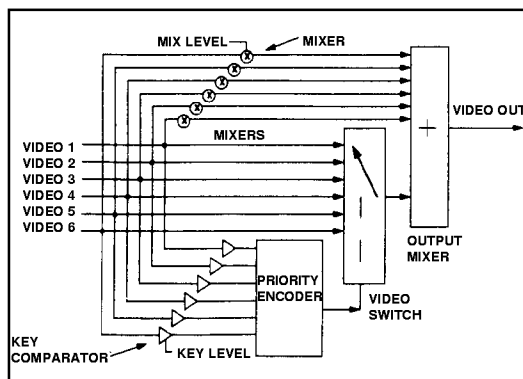 MIX LEVEL
MIXER
VIDEO OUT
MIXERS
VIDEO 1
VIDEO 2
VIDEO 3
VIDEO 4
VIDEO 5
VIDEO 6
OUTPUT
MIXER
PRIORITY
ENCODER
VIDEO
SWITCH
KEY
COMPARATOR
KEY LEVEL